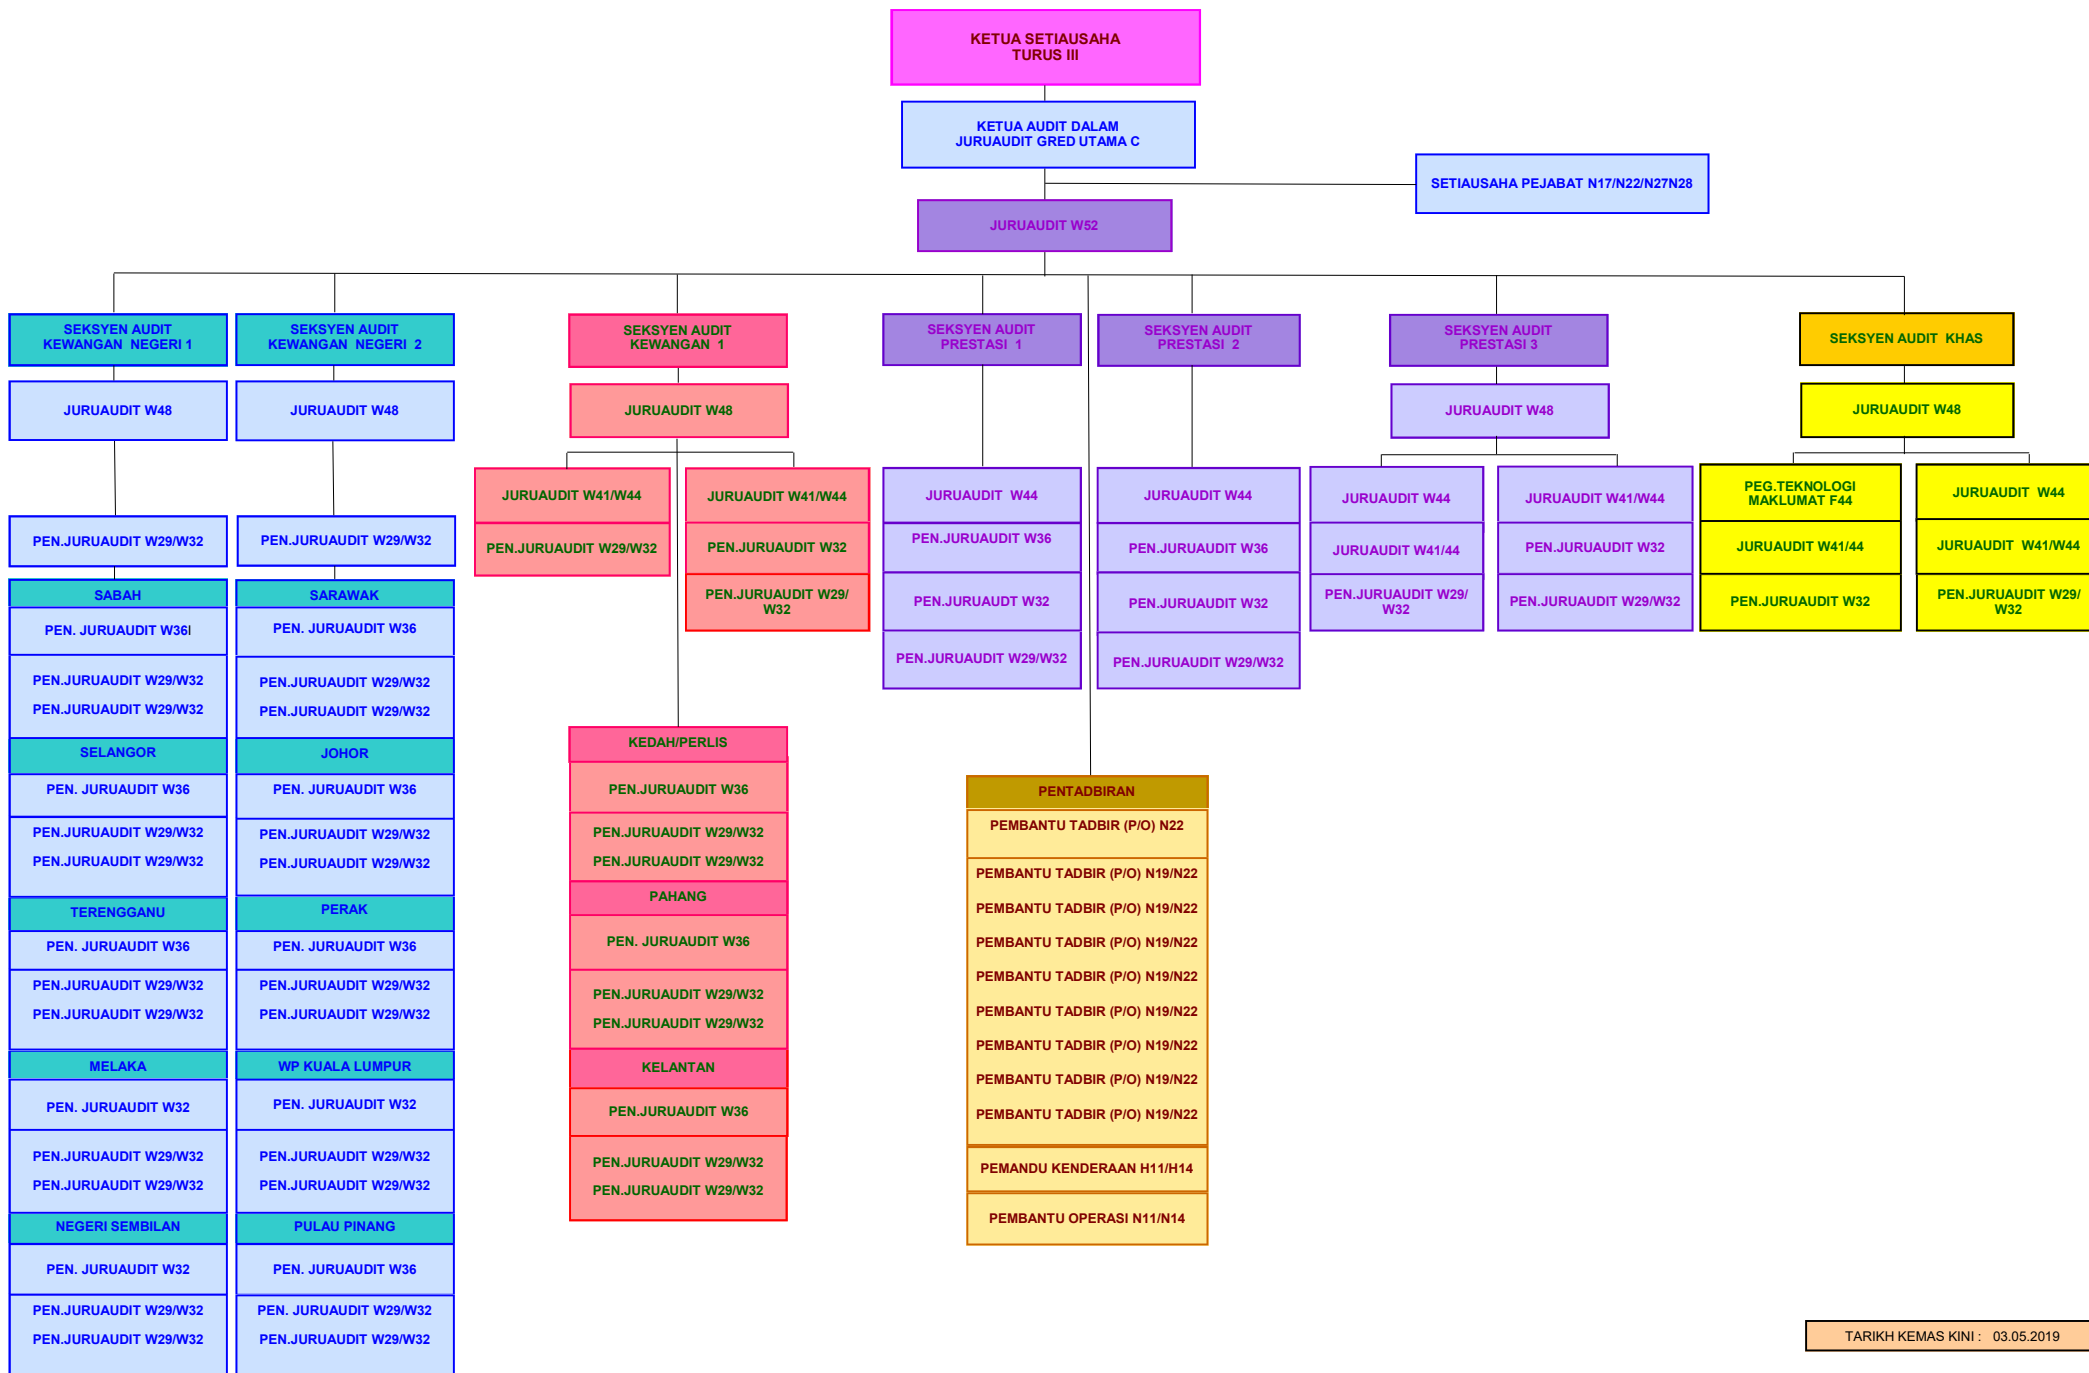 KETUA SETIAUSAHA
TURUS III
KETUA AUDIT DALAM
JURUAUDIT GRED UTAMA C
SETIAUSAHA PEJABAT N17/N22/N27N28
JURUAUDIT W52
SEKSYEN AUDIT
KEWANGAN  NEGERI 1
JURUAUDIT W48
PEN.JURUAUDIT W29/W32
SABAH
PEN. JURUAUDIT W36I
PEN.JURUAUDIT W29/W32
PEN.JURUAUDIT W29/W32
SELANGOR
PEN. JURUAUDIT W36
PEN.JURUAUDIT W29/W32
PEN.JURUAUDIT W29/W32
TERENGGANU
PEN. JURUAUDIT W36
PEN.JURUAUDIT W29/W32
PEN.JURUAUDIT W29/W32
MELAKA
PEN. JURUAUDIT W32
PEN.JURUAUDIT W29/W32
PEN.JURUAUDIT W29/W32
NEGERI SEMBILAN
PEN. JURUAUDIT W32
PEN.JURUAUDIT W29/W32
PEN.JURUAUDIT W29/W32
SEKSYEN AUDIT
KEWANGAN  NEGERI  2
JURUAUDIT W48
PEN.JURUAUDIT W29/W32
SARAWAK
PEN. JURUAUDIT W36
PEN.JURUAUDIT W29/W32
PEN.JURUAUDIT W29/W32
JOHOR
PEN. JURUAUDIT W36
PEN.JURUAUDIT W29/W32
PEN.JURUAUDIT W29/W32
PERAK
PEN. JURUAUDIT W36
PEN.JURUAUDIT W29/W32
PEN.JURUAUDIT W29/W32
WP KUALA LUMPUR
PEN. JURUAUDIT W32
PEN.JURUAUDIT W29/W32
PEN.JURUAUDIT W29/W32
PULAU PINANG
PEN. JURUAUDIT W36
PEN. JURUAUDIT W29/W32
PEN.JURUAUDIT W29/W32
SEKSYEN AUDIT
KEWANGAN  1
JURUAUDIT W48
JURUAUDIT W41/W44
PEN.JURUAUDIT W29/W32
JURUAUDIT W41/W44
PEN.JURUAUDIT W32
PEN.JURUAUDIT W29/
W32
KEDAH/PERLIS
PEN.JURUAUDIT W36
PEN.JURUAUDIT W29/W32
PEN.JURUAUDIT W29/W32
PAHANG
PEN. JURUAUDIT W36
PEN.JURUAUDIT W29/W32
PEN.JURUAUDIT W29/W32
KELANTAN
PEN.JURUAUDIT W36
PEN.JURUAUDIT W29/W32
PEN.JURUAUDIT W29/W32
SEKSYEN AUDIT
PRESTASI  1
JURUAUDIT  W44
PEN.JURUAUDIT W36
PEN.JURUAUDT W32
PEN.JURUAUDIT W29/W32
SEKSYEN AUDIT
PRESTASI  2
JURUAUDIT W44
PEN.JURUAUDIT W36
PEN.JURUAUDIT W32
PEN.JURUAUDIT W29/W32
PENTADBIRAN
PEMBANTU TADBIR (P/O) N22
PEMBANTU TADBIR (P/O) N19/N22
PEMBANTU TADBIR (P/O) N19/N22
PEMBANTU TADBIR (P/O) N19/N22
PEMBANTU TADBIR (P/O) N19/N22
PEMBANTU TADBIR (P/O) N19/N22
PEMBANTU TADBIR (P/O) N19/N22
PEMBANTU TADBIR (P/O) N19/N22
PEMBANTU TADBIR (P/O) N19/N22
PEMANDU KENDERAAN H11/H14
PEMBANTU OPERASI N11/N14
SEKSYEN AUDIT
PRESTASI 3
JURUAUDIT W48
JURUAUDIT W44
JURUAUDIT W41/44
PEN.JURUAUDIT W29/
W32
JURUAUDIT W41/W44
PEN.JURUAUDIT W32
PEN.JURUAUDIT W29/W32
SEKSYEN AUDIT  KHAS
JURUAUDIT W48
PEG.TEKNOLOGI
MAKLUMAT F44
JURUAUDIT W41/44
PEN.JURUAUDIT W32
JURUAUDIT  W44
JURUAUDIT  W41/W44
PEN.JURUAUDIT W29/
W32
TARIKH KEMAS KINI :   03.05.2019